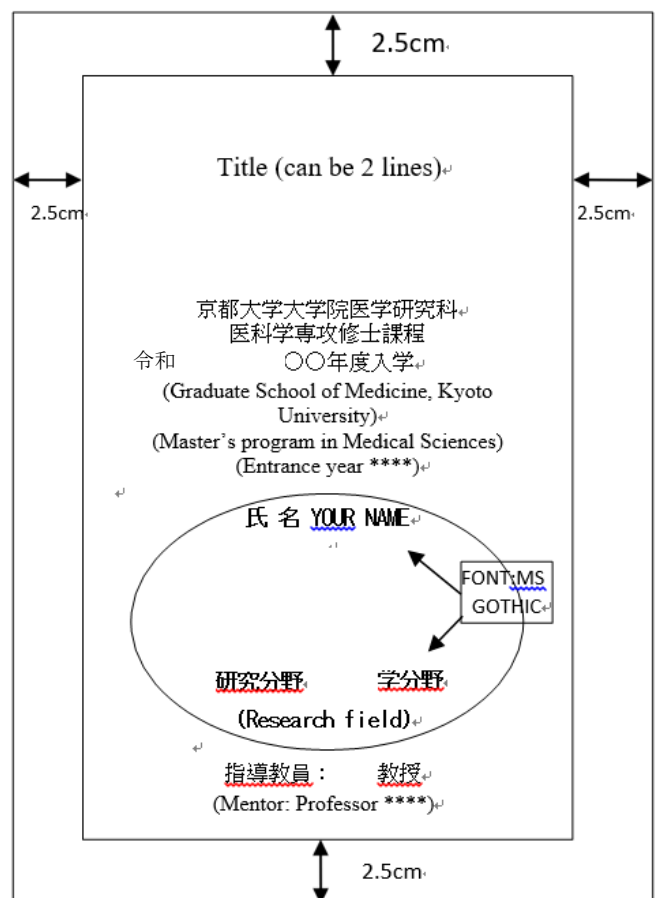 2.5cm
Title (can be 2 lines)
2.5cm
2.5cm
京都大学大学院医学研究科
医科学専攻修士課程
令和 〇〇年度入学
(Graduate School of Medicine, Kyoto
University)
(Master's program in Medical Sciences)
(Entrance year ****)
氏 名 YOUR NAME
FONT:MS
GOTHIC
研究分野 学分野
(Research field)
指導教員： 教授
(Mentor: Professor ****)
2.5cm